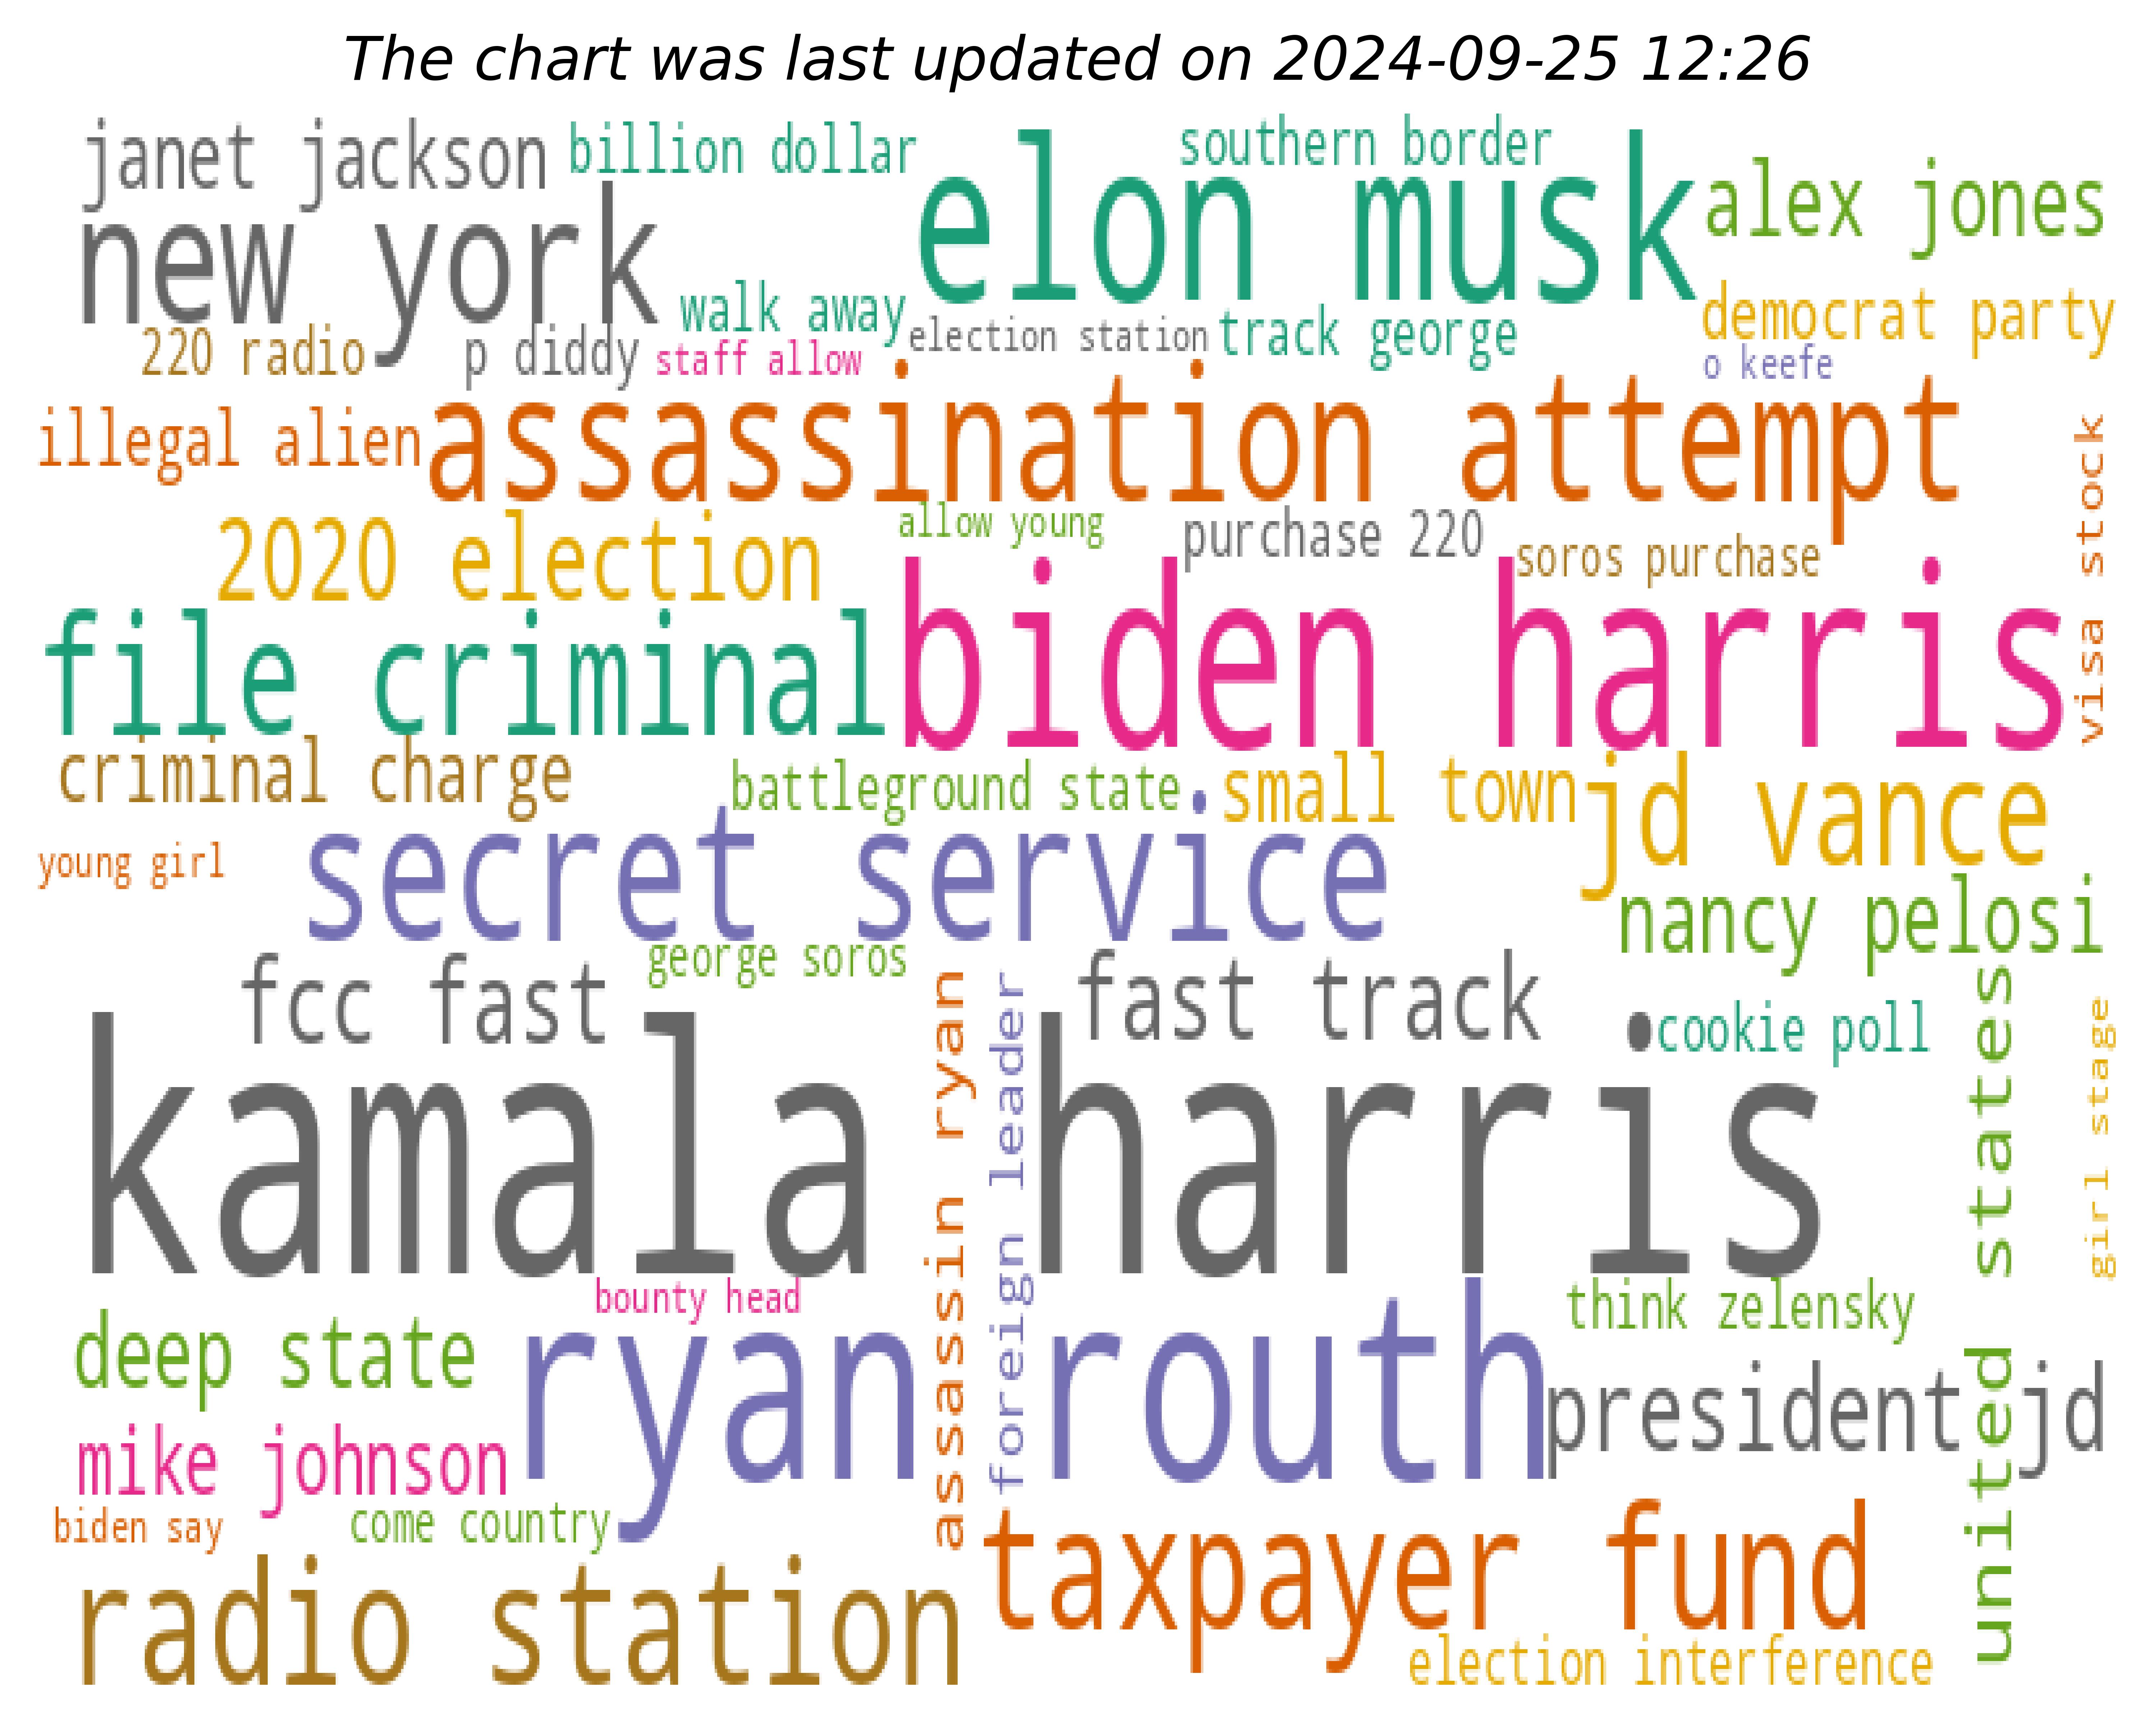 The chart was last updated on 2024-09-25 12:26
janet jackson
billion dollar
southern border
elon musk
alex jones
new york
walk away
democrat party
220 radio
p diddy
staff allow
election station
track george
o keefe
illegal alien
assassination attempt
visa stock
2020 election
allow young
purchase 220
soros purchase
file criminal
biden harris
criminal charge
battleground state
small town
jd vance
young girl
secret service
nancy pelosi
fcc fast
george soros
fast track
cookie poll
kamala harris
assassin ryan
foreign leader
united states
girl stage
bounty head
think zelensky
deep state
ryan routh
president jd
mike johnson
biden say
come country
taxpayer fund
radio station
election interference